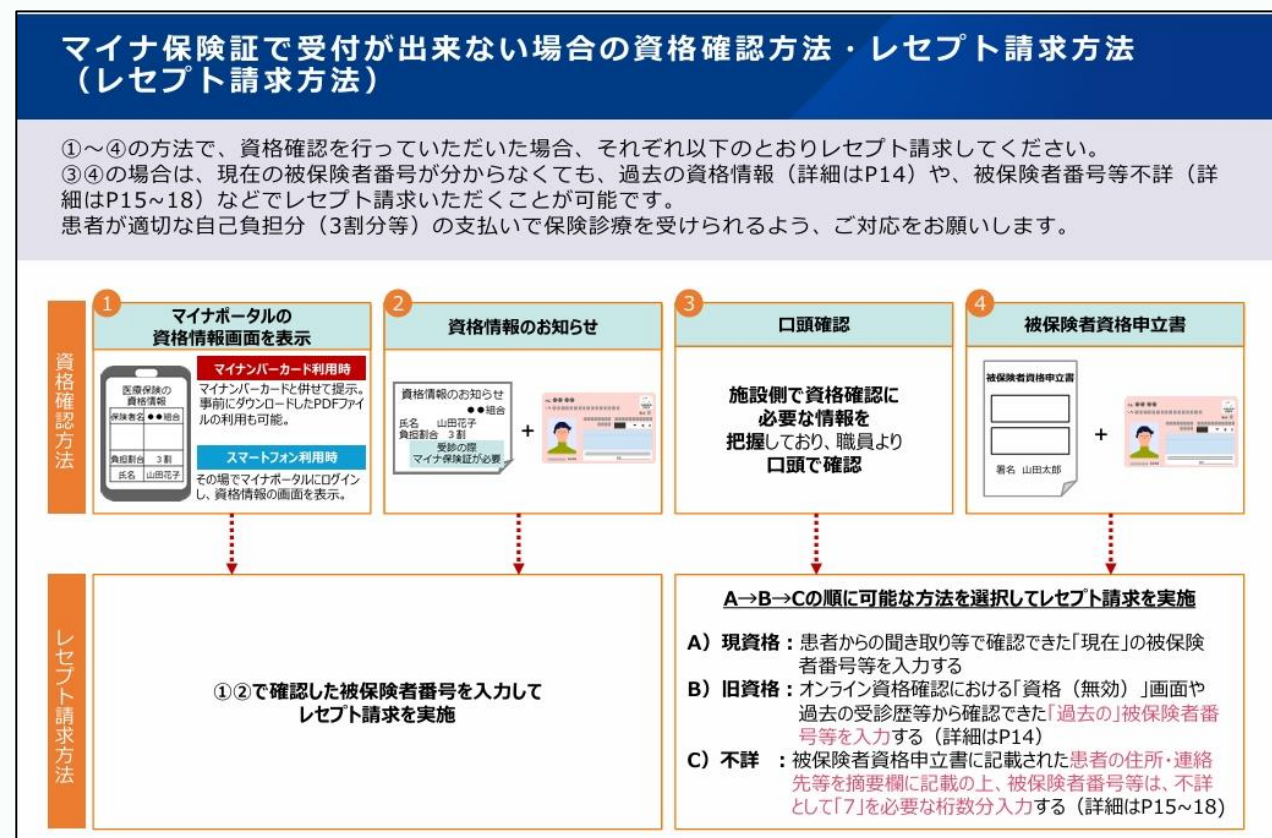 マイナ保険証で受付が出来ない場合の資格確認方法・レセプト請求方法
（レセプト請求方法）
①～④の方法で、資格確認を行っていただいた場合、それぞれ以下のとおりレセプト請求してください。
③④の場合は、現在の被保険者番号が分からなくても、過去の資格情報（詳細はP14）や、被保険者番号等不詳（詳
細はP15~18）などでレセプト請求いただくことが可能です。
患者が適切な自己負担分（3割分等）の支払いで保険診療を受けられるよう、ご対応をお願いします。
資格確認方法
1
マイナポータルの
資格情報画面を表示
医療保険の
資格情報
保険者名 ●●組合
負担割合 3割
氏名 山田花子
マイナンバーカード利用時
マイナンバーカードと併せて提示。
事前にダウンロードしたPDFファイ
ルの利用も可能。
スマートフォン利用時
その場でマイナポータルにログイン
し、資格情報の画面を表示。
2
資格情報のお知らせ
資格情報のお知らせ
●●組合
氏名 山田花子
負担割合 3割
受診の際
マイナ保険証が必要
+
3
口頭確認
施設側で資格確認に
必要な情報を
把握しており、職員より
口頭で確認
4
被保険者資格申立書
被保険者資格申立書
署名 山田太郎
+
レセプト請求方法
①②で確認した被保険者番号を入力して
レセプト請求を実施
A→B→Cの順に可能な方法を選択してレセプト請求を実施
A）現資格：患者からの聞き取り等で確認できた「現在」の被保険
者番号等を入力する
B）旧資格：オンライン資格確認における「資格（無効）」画面や
過去の受診歴等から確認できた「過去の」被保険者番
号等を入力する（詳細はP14）
C）不詳 ：被保険者資格申立書に記載された患者の住所・連絡
先等を摘要欄に記載の上、被保険者番号等は、不詳
として「7」を必要な桁数分入力する（詳細はP15~18）